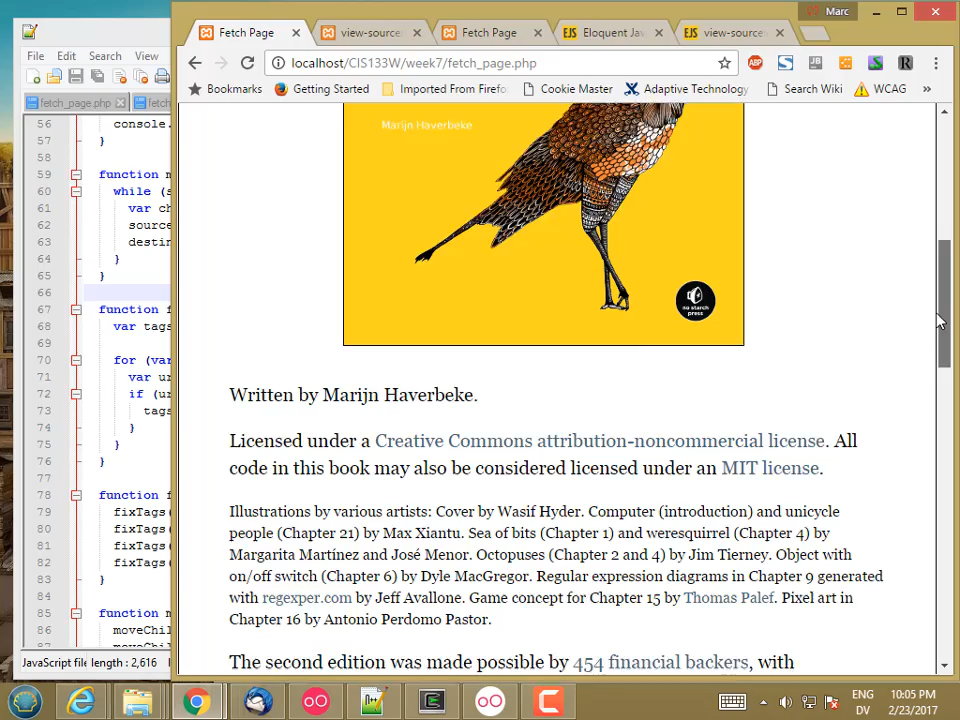 Marc
File Edit Search View
Fetch Page
view-source:
Fetch Page
EJS Eloquent Jav
EJS view-source
localhost/CIS133W/week7/fetch_page.php
ABP
JB
R
Bookmarks
Getting Started
Imported From Firefo
Cookie Master
Adaptive Technology
Search Wiki
WCAG
»
fetch_page.php
fetch
56 console.
57 }
58
59 function m
60 while (s
61 var ch
62 source
63 destin
64 }
65 }
66
67 function f
68 var tags
69
70 for (var
71 var ur
72 if (ur
73 tags
74 }
75 }
76 }
77
78 function f
79 fixTags(
80 fixTags(
81 fixTags(
82 fixTags(
83 }
84
85 function m
86 moveChil
87 moveChil
JavaScript file length : 2,616
Marijn Haverbeke
no starch
press
Written by Marijn Haverbeke.
Licensed under a Creative Commons attribution-noncommercial license. All
code in this book may also be considered licensed under an MIT license.
Illustrations by various artists: Cover by Wasif Hyder. Computer (introduction) and unicycle
people (Chapter 21) by Max Xiantu. Sea of bits (Chapter 1) and weresquirrel (Chapter 4) by
Margarita Martínez and José Menor. Octopuses (Chapter 2 and 4) by Jim Tierney. Object with
on/off switch (Chapter 6) by Dyle MacGregor. Regular expression diagrams in Chapter 9 generated
with regexper.com by Jeff Avallone. Game concept for Chapter 15 by Thomas Palef. Pixel art in
Chapter 16 by Antonio Perdomo Pastor.
The second edition was made possible by 454 financial backers, with
ENG
DV
10:05 PM
2/23/2017